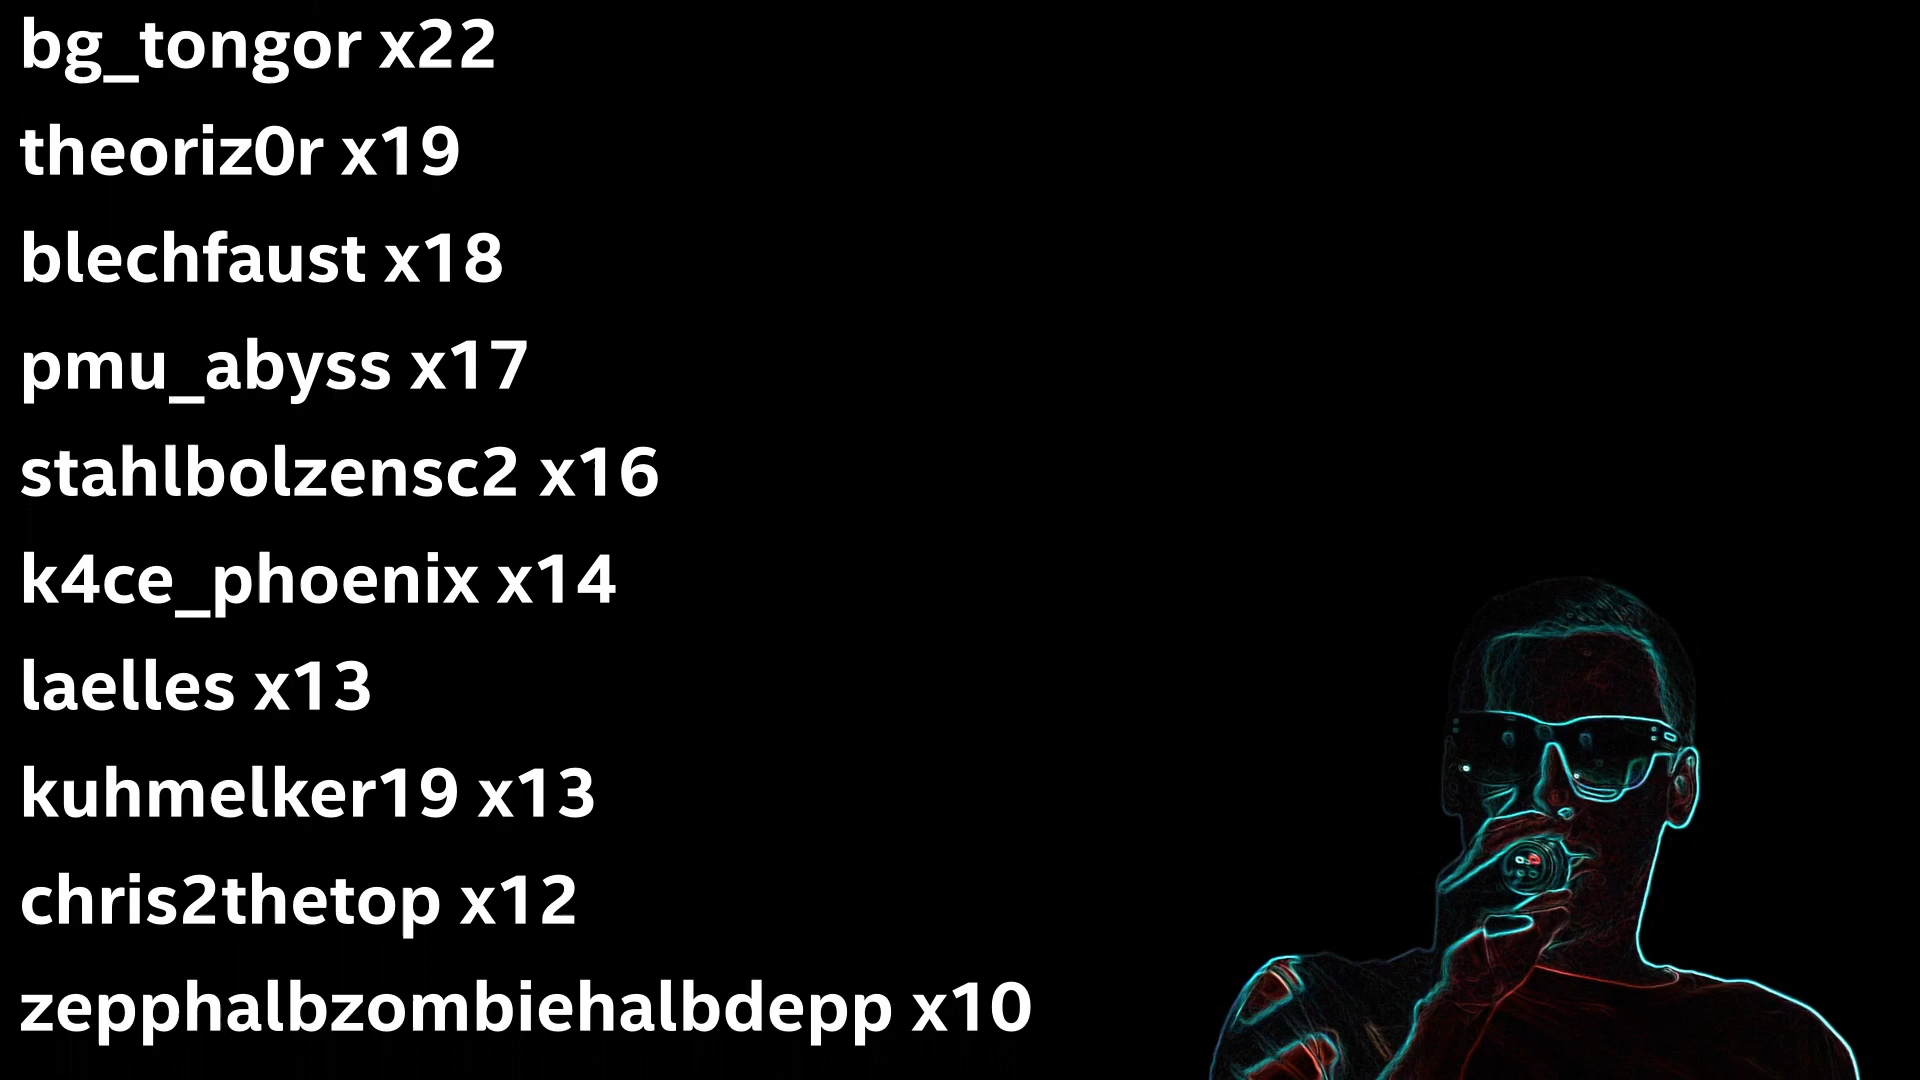 bg_tongor x22
theoriz0r x19
blechfaust x18
pmu_abyss x17
stahlbolzensc2 x16
k4ce_phoenix x14
laelles x13
kuhmelker19 x13
chris2thetop x12
zepphalbzombiehalbdepp x10